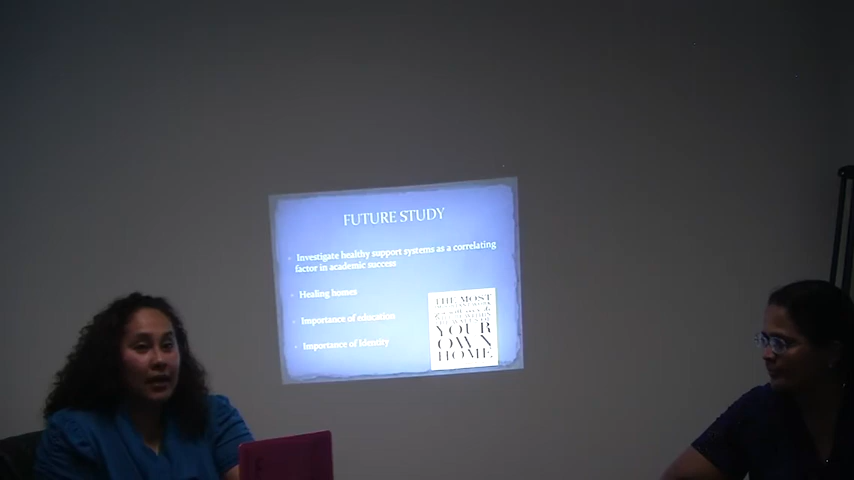 FUTURE STUDY
Investigate healthy support systems as a correlating
factor in academic success
Healing homes
Importance of education
Importance of identity
THE MOST
YOUR
OWN
HOME